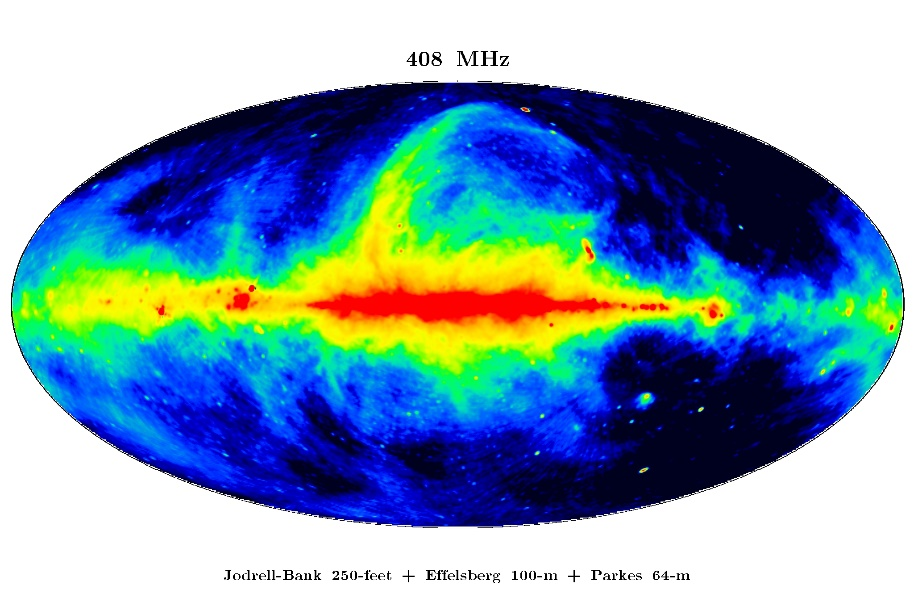 408 MHz
Jodrell-Bank 250-feet + Effelsberg 100-m + Parkes 64-m